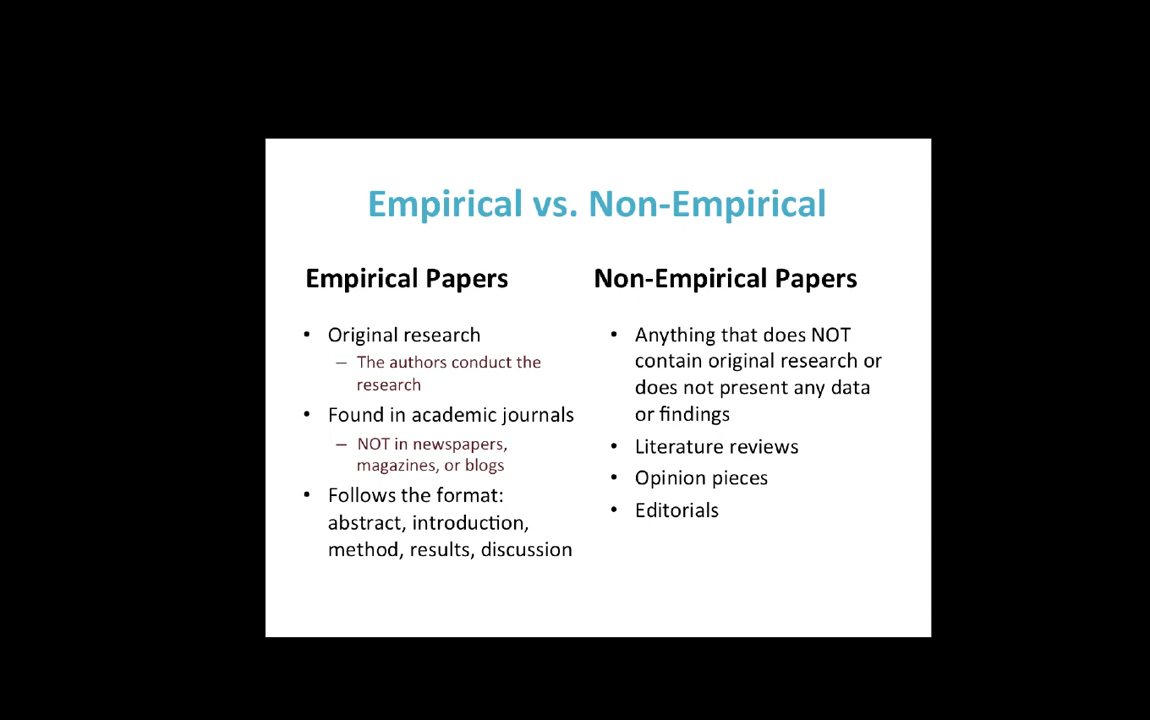 Empirical vs. Non-Empirical
Empirical Papers
• Original research
– The authors conduct the
research
• Found in academic journals
– NOT in newspapers,
magazines, or blogs
• Follows the format:
abstract, introduction,
method, results, discussion
Non-Empirical Papers
• Anything that does NOT
contain original research or
does not present any data
or findings
• Literature reviews
• Opinion pieces
• Editorials